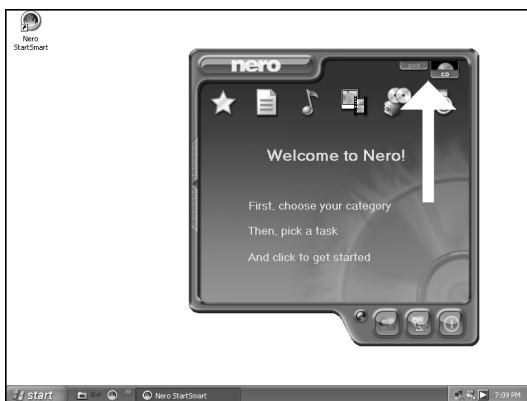 Nero
StartSmart
nero
DVD
CD
Welcome to Nero!
First, choose your category
Then, pick a task
And click to get started
start
Nero StartSmart
7:09 PM